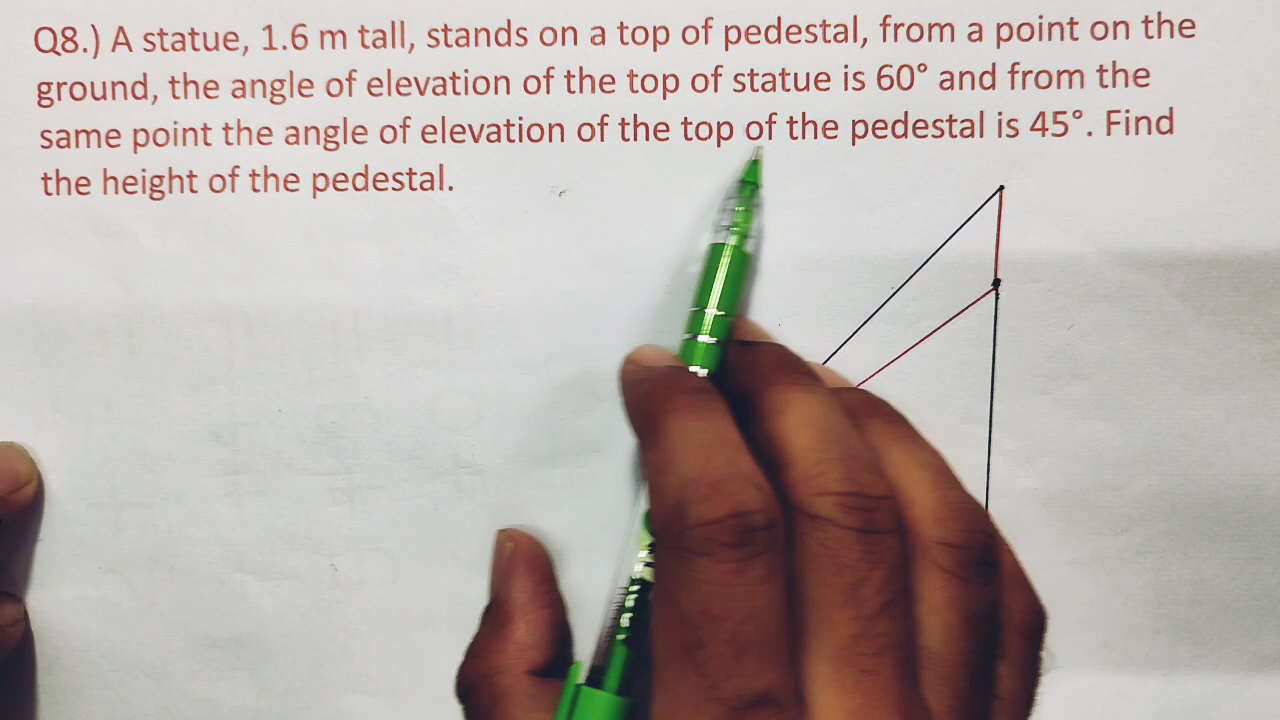 Q8.) A statue, 1.6 m tall, stands on a top of pedestal, from a point on the
ground, the angle of elevation of the top of statue is 60° and from the
same point the angle of elevation of the top of the pedestal is 45°. Find
the height of the pedestal.